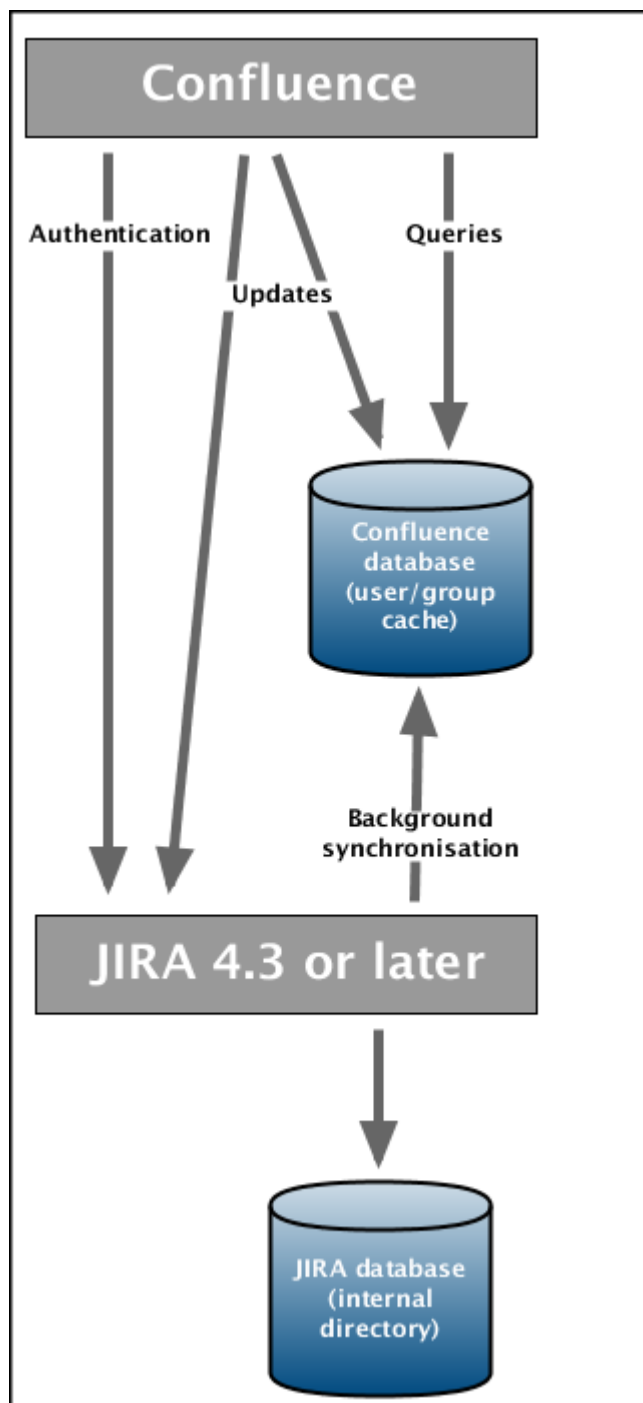 Confluence
Authentication
Queries
Updates
Confluence
database
(user/group
cache)
Background
synchronisation
JIRA 4.3 or later
JIRA database
(internal
directory)